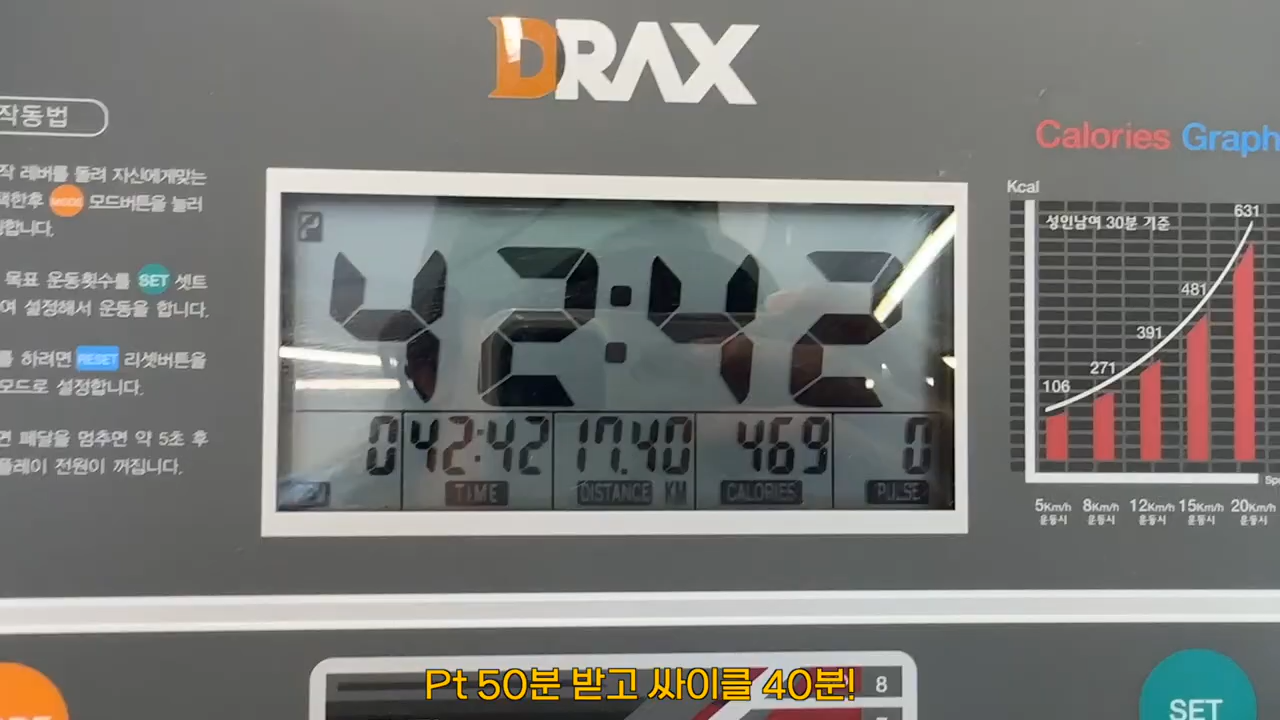 DRAX
작동법
작 레버를 돌려 자신에게맞는
택한후 MODE 모드버튼을 눌러
합니다.
목표 운동횟수를 SET 셋트
여 설정해서 운동을 합니다.
를 하려면 RESET 리셋버튼을
모드로 설정합니다.
면 페달을 멈추면 약 5초 후
플레이 전원이 꺼집니다.
P
42:42
0 42:42 17.40 469 0
TIME DISTANCE KM CALORIES PULSE
Calories Graph
Kcal
성인남여 30분 기준
106 271 391 481 631
5Km/h 8Km/h 12Km/h 15Km/h 20Km/h
운동시 운동시 운동시 운동시 운동시
8
SET
Pt 50분 받고 싸이클 40분!